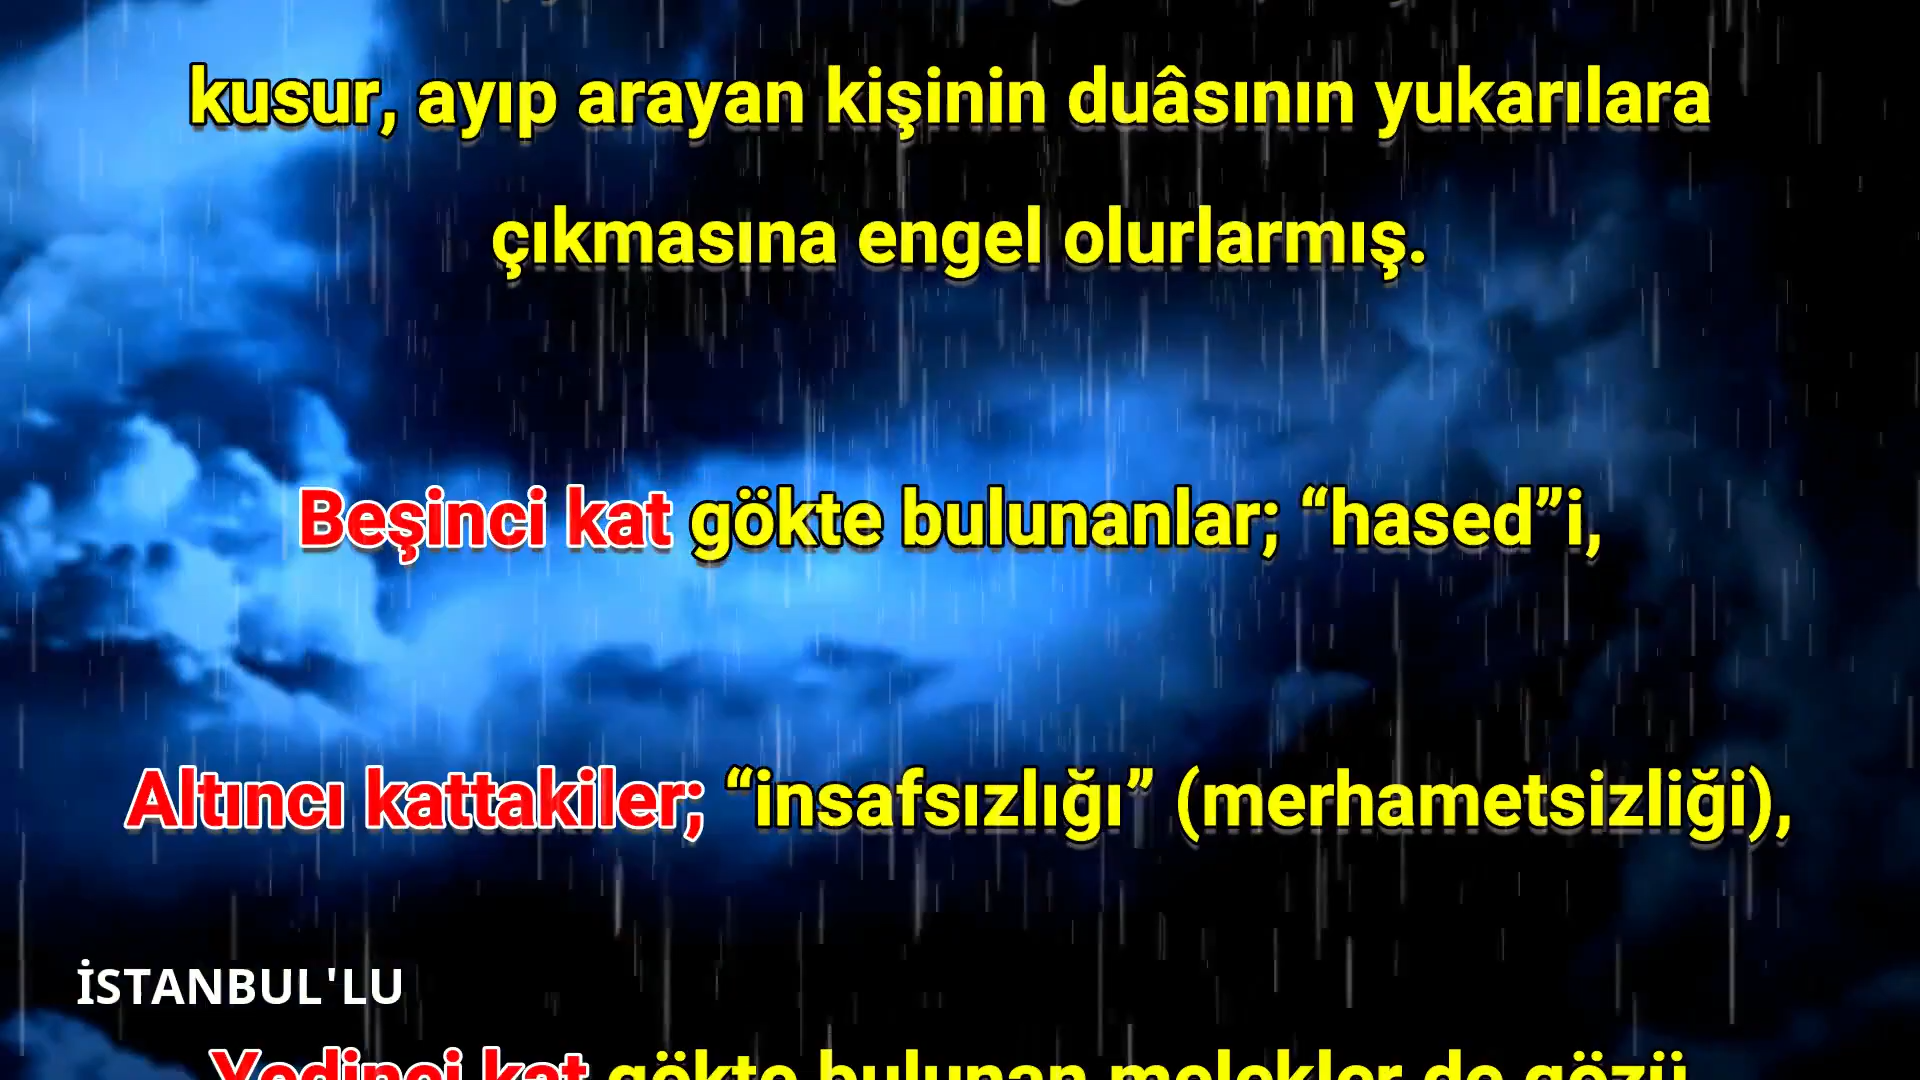 kusur, ayıp arayan kişinin duâsının yukarılara
çıkmasına engel olurlarmış.
Beşinci kat gökte bulunanlar; “hased”i,
Altıncı kattakiler; “insafsızlığı” (merhametsizliği),
İSTANBUL'LU
Yedinci kat gökte bulunan melekler de gözü